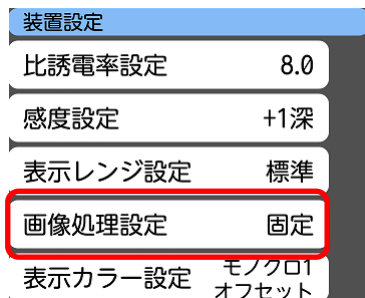 装置設定
比誘電率設定 8.0
感度設定 +1深
表示レンジ設定 標準
画像処理設定 固定
表示カラー設定 モノクロ1
オフセット